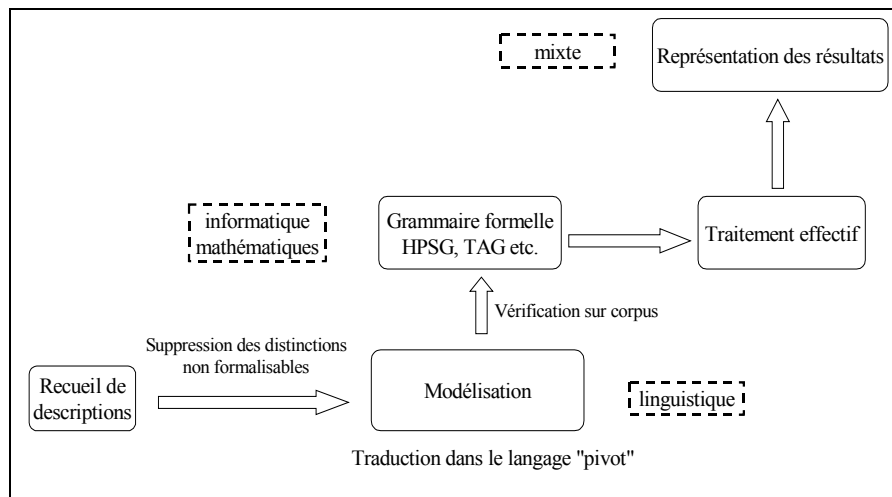 mixte
Représentation des résultats
informatique
mathématiques
Grammaire formelle
HPSG, TAG etc.
Traitement effectif
Vérification sur corpus
Suppression des distinctions
non formalisables
Recueil de
descriptions
Modélisation
linguistique
Traduction dans le langage "pivot"